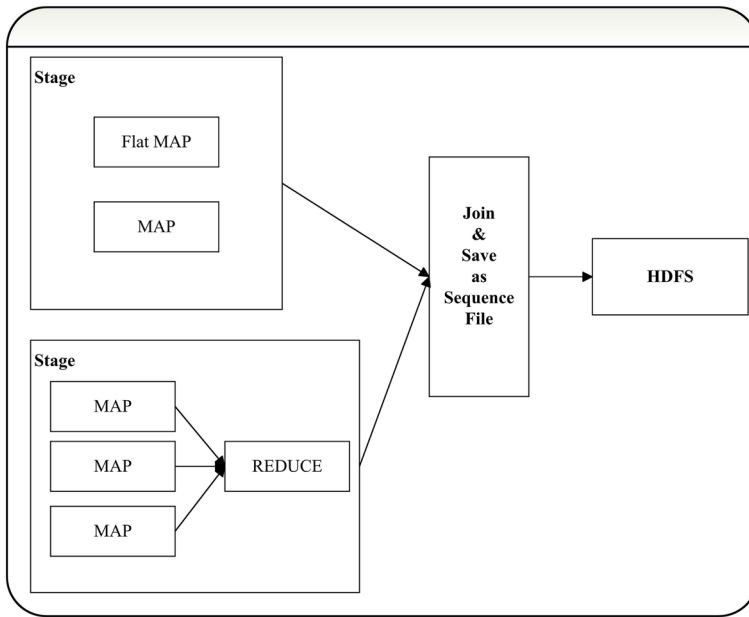 Stage
Flat MAP
MAP
Stage
MAP
MAP
MAP
REDUCE
Join
&
Save
as
Sequence
File
HDFS